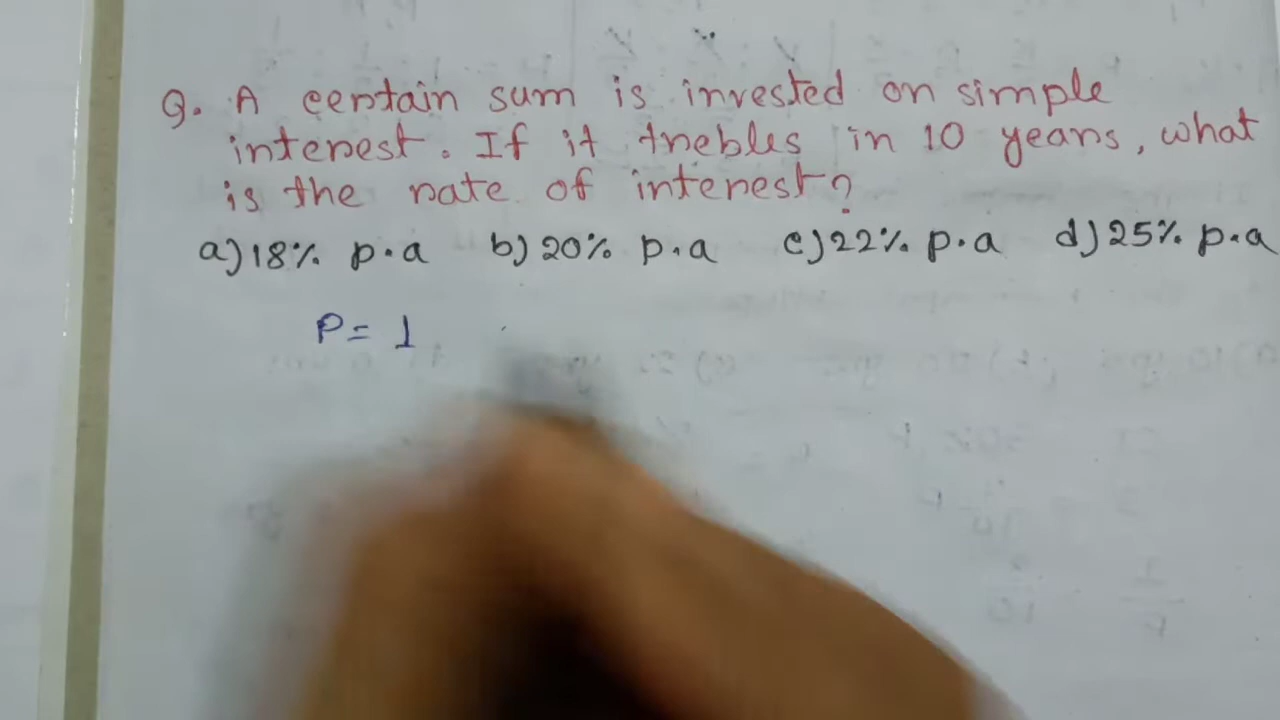 Q. A certain sum is invested on simple
interest. If it trebles in 10 years, what
is the rate of interest?
a) 18% p.a b) 20% p.a c) 22% p.a d) 25% p.a
P = 1